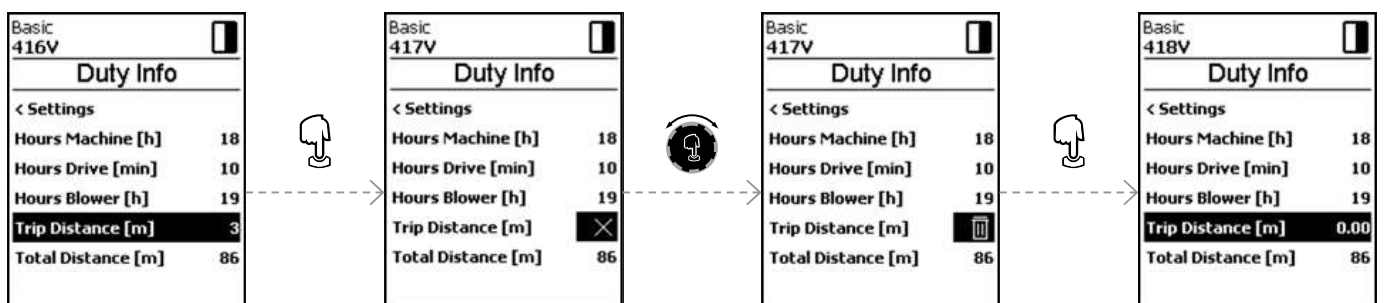 Basic
416V
Duty Info
< Settings
Hours Machine [h] 18
Hours Drive [min] 10
Hours Blower [h] 19
Trip Distance [m] 3
Total Distance [m] 86
Basic
417V
Duty Info
< Settings
Hours Machine [h] 18
Hours Drive [min] 10
Hours Blower [h] 19
Trip Distance [m]
Total Distance [m] 86
Basic
417V
Duty Info
< Settings
Hours Machine [h] 18
Hours Drive [min] 10
Hours Blower [h] 19
Trip Distance [m]
Total Distance [m] 86
Basic
418V
Duty Info
< Settings
Hours Machine [h] 18
Hours Drive [min] 10
Hours Blower [h] 19
Trip Distance [m] 0.00
Total Distance [m] 86